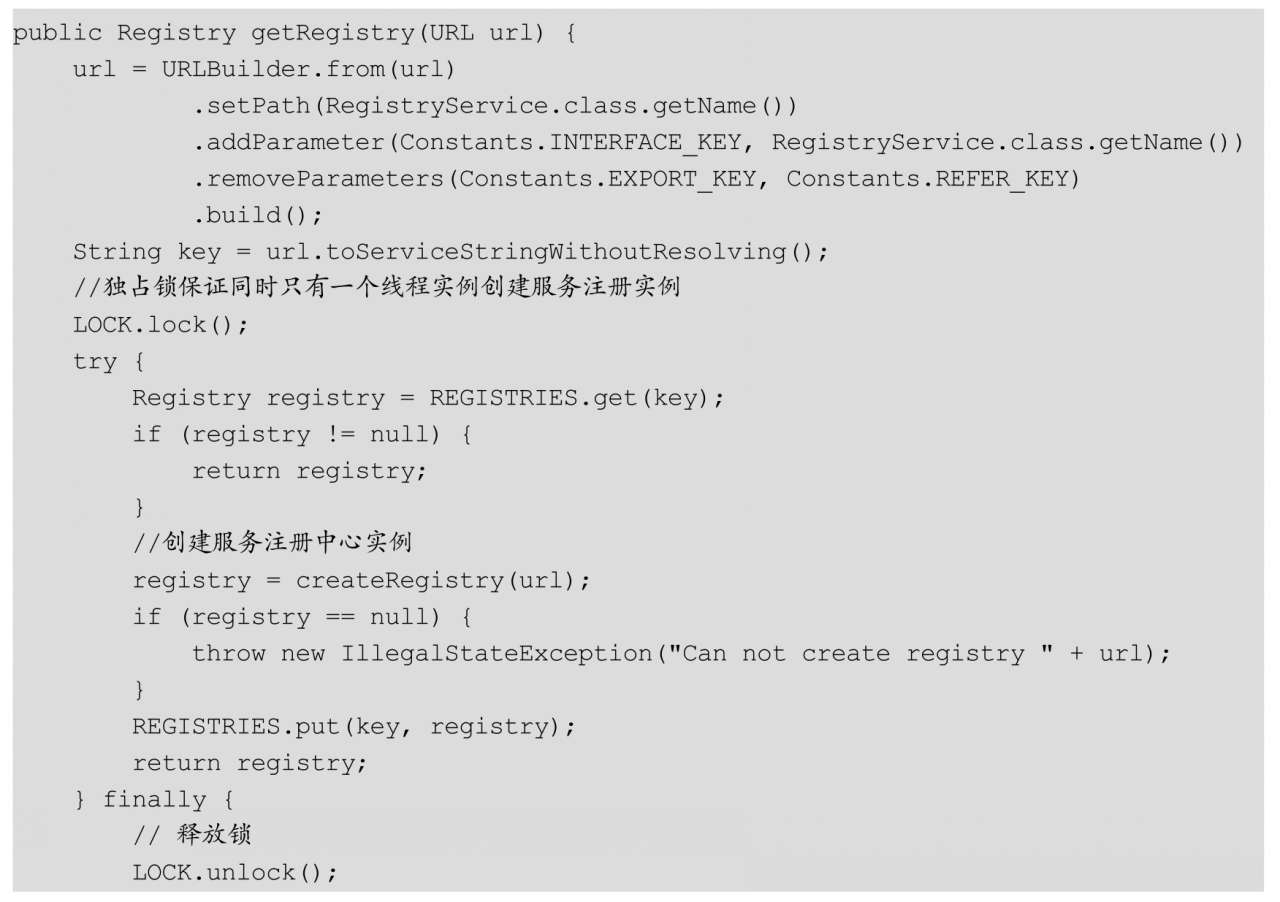 public Registry getRegistry(URL url) {
    url = URLBuilder.from(url)
            .setPath(RegistryService.class.getName())
            .addParameter(Constants.INTERFACE_KEY, RegistryService.class.getName())
            .removeParameters(Constants.EXPORT_KEY, Constants.REFER_KEY)
            .build();
    String key = url.toServiceStringWithoutResolving();
    //独占锁保证同时只有一个线程实例创建服务注册实例
    LOCK.lock();
    try {
        Registry registry = REGISTRIES.get(key);
        if (registry != null) {
            return registry;
        }
        //创建服务注册中心实例
        registry = createRegistry(url);
        if (registry == null) {
            throw new IllegalStateException("Can not create registry " + url);
        }
        REGISTRIES.put(key, registry);
        return registry;
    } finally {
        // 释放锁
        LOCK.unlock();